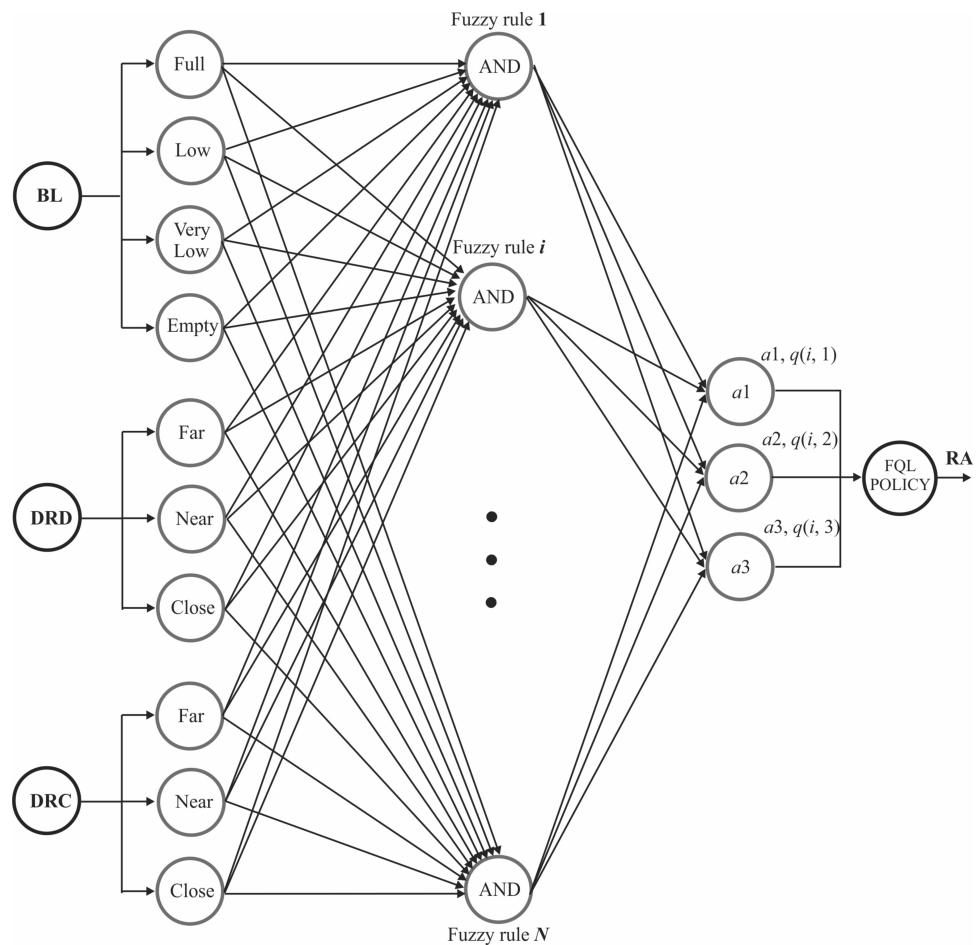 Fuzzy rule 1
AND
Full
Low
BL
Very
Low
Empty
Fuzzy rule i
AND
Far
DRD
Near
Close
a1, q(i, 1)
a1
a2, q(i, 2)
a2
a3, q(i, 3)
a3
FQL
POLICY
RA
Far
DRC
Near
Close
AND
Fuzzy rule N